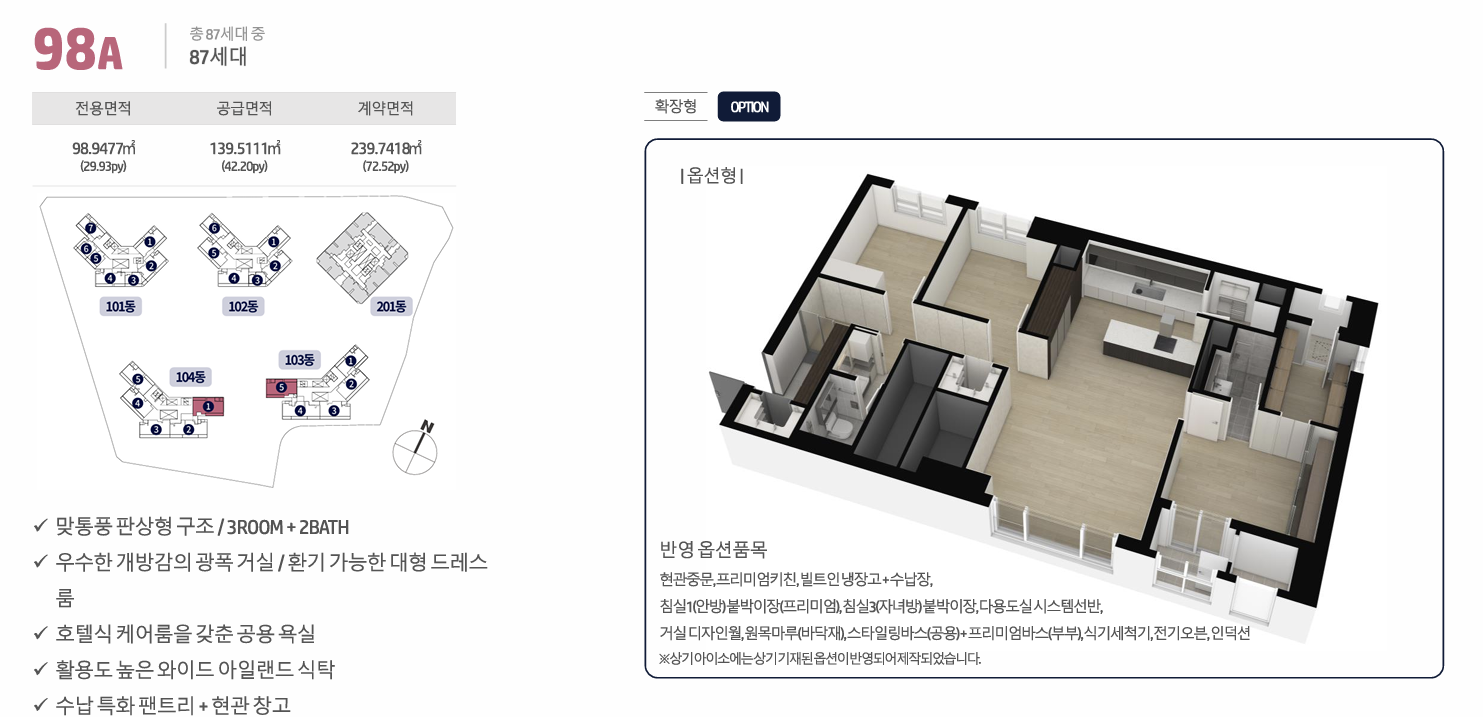 98A
총 87세대 중
87세대
전용면적 공급면적 계약면적
98.9477㎡ 139.5111㎡ 239.7418㎡
(29.93py) (42.20py) (72.52py)
7 6 5 4 3 2 1
101동
6 5 4 3 2 1
102동
201동
103동
5 4 3 2 1
104동
5 4 3 2 1
N
✓ 맞통풍 판상형 구조 / 3ROOM + 2BATH
✓ 우수한 개방감의 광폭 거실 / 환기 가능한 대형 드레스
룸
✓ 호텔식 케어룸을 갖춘 공용 욕실
✓ 활용도 높은 와이드 아일랜드 식탁
✓ 수납 특화 팬트리 + 현관 창고
확장형 OPTION
| 옵션형 |
반영 옵션품목
현관중문, 프리미엄키친, 빌트인 냉장고 + 수납장,
침실1(안방) 붙박이장(프리미엄), 침실3(자녀방) 붙박이장, 다용도실 시스템선반,
거실 디자인월, 원목마루(바닥재), 스타일링바스(공용)+ 프리미엄바스(부부), 식기세척기, 전기오븐, 인덕션
※상기 아이소에는 상기 기재된 옵션이 반영되어 제작되었습니다.